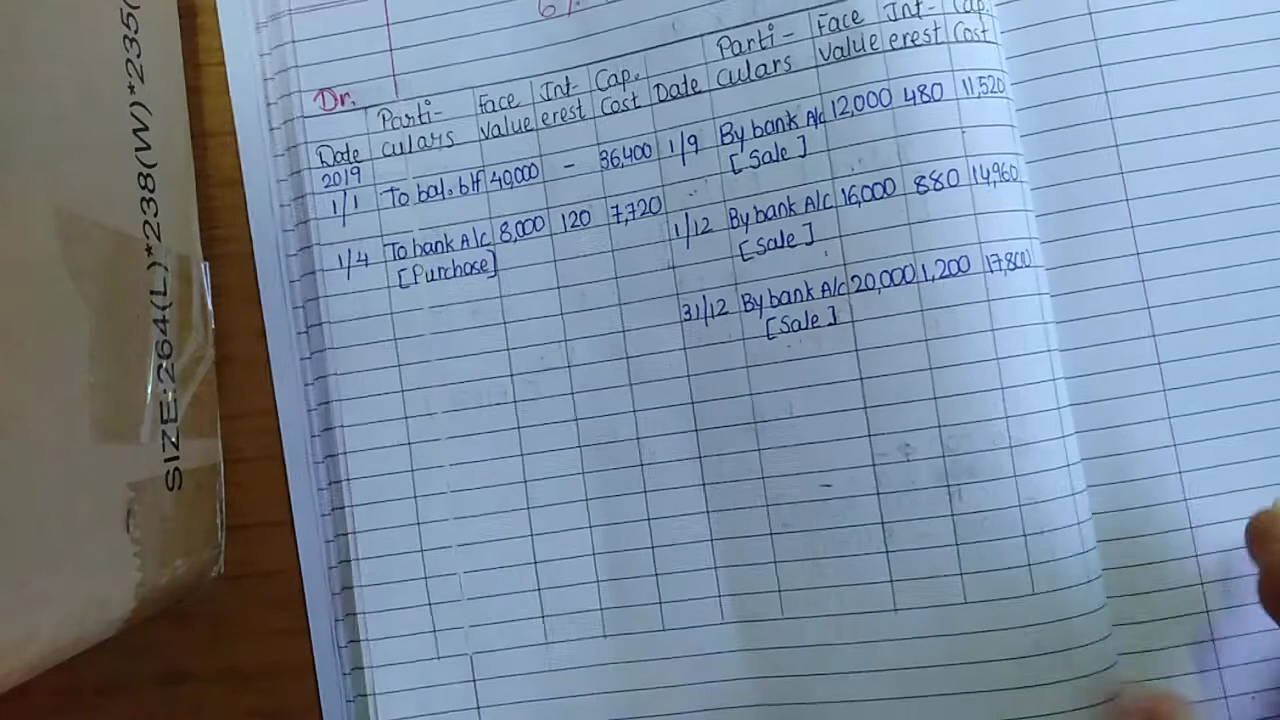 SIZE:264(L)*238(W)*235(
6%
Dr.
Date Parti- Face Int- Cap. Date Parti- Face Int- Cap.
culars Value erest Cost culars Value erest Cost
2019
1/1 To bal. b/f 40,000 - 36,400 1/9 By bank A/c 12,000 480 11,520
[Sale]
1/4 To bank A/c 8,000 120 7,720 1/12 By bank A/c 16,000 880 14,960
[Purchose] [Sale]
31/12 By bank A/c 20,000 1,200 17,800
[Sale]